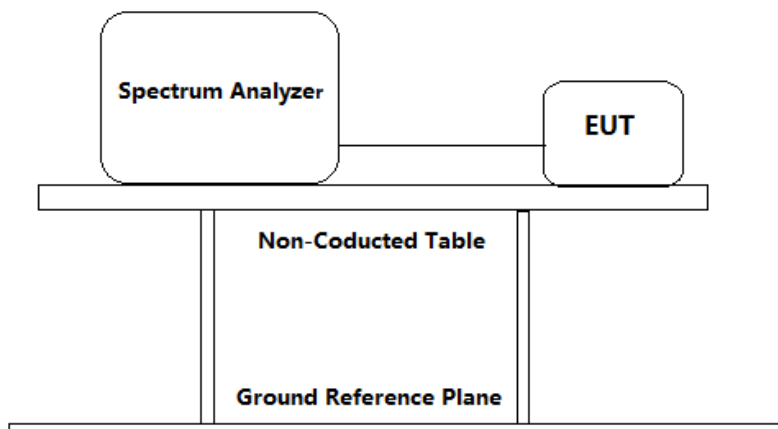 Spectrum Analyzer
EUT
Non-Coducted Table
Ground Reference Plane